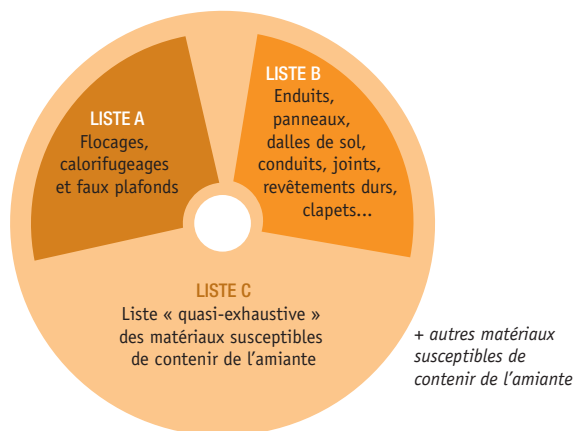 LISTE A
Flocages,
calorifugeages
et faux plafonds
LISTE B
Enduits,
panneaux,
dalles de sol,
conduits, joints,
revêtements durs,
clapets...
LISTE C
Liste « quasi-exhaustive »
des matériaux susceptibles
de contenir de l’amiante
+ autres matériaux
susceptibles de
contenir de l’amiante